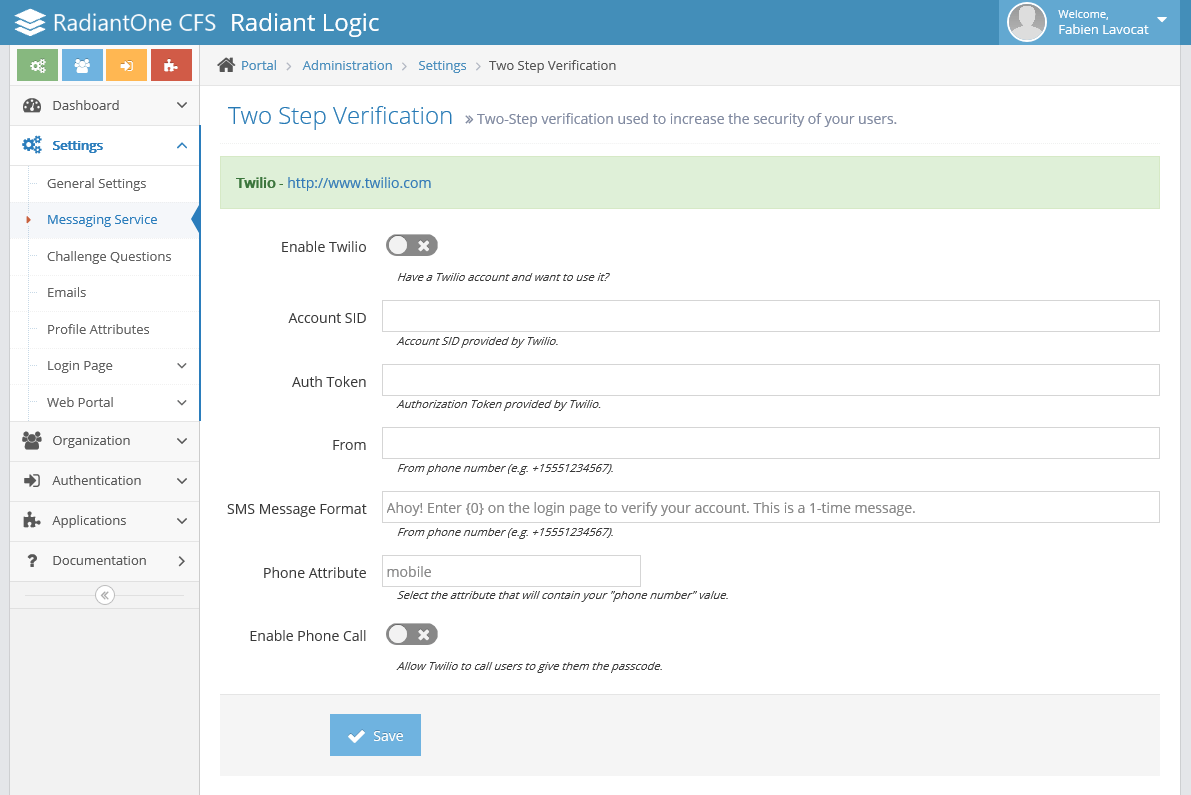 RadiantOne CFS Radiant Logic
Welcome,
Fabien Lavocat
Portal > Administration > Settings > Two Step Verification
Dashboard
Settings
General Settings
Messaging Service
Challenge Questions
Emails
Profile Attributes
Login Page
Web Portal
Organization
Authentication
Applications
Documentation
Two Step Verification » Two-Step verification used to increase the security of your users.
Twilio - http://www.twilio.com
Enable Twilio
Have a Twilio account and want to use it?
Account SID
Account SID provided by Twilio.
Auth Token
Authorization Token provided by Twilio.
From
From phone number (e.g. +15551234567).
SMS Message Format Ahoy! Enter {0} on the login page to verify your account. This is a 1-time message.
From phone number (e.g. +15551234567).
Phone Attribute mobile
Select the attribute that will contain your "phone number" value.
Enable Phone Call
Allow Twilio to call users to give them the passcode.
Save